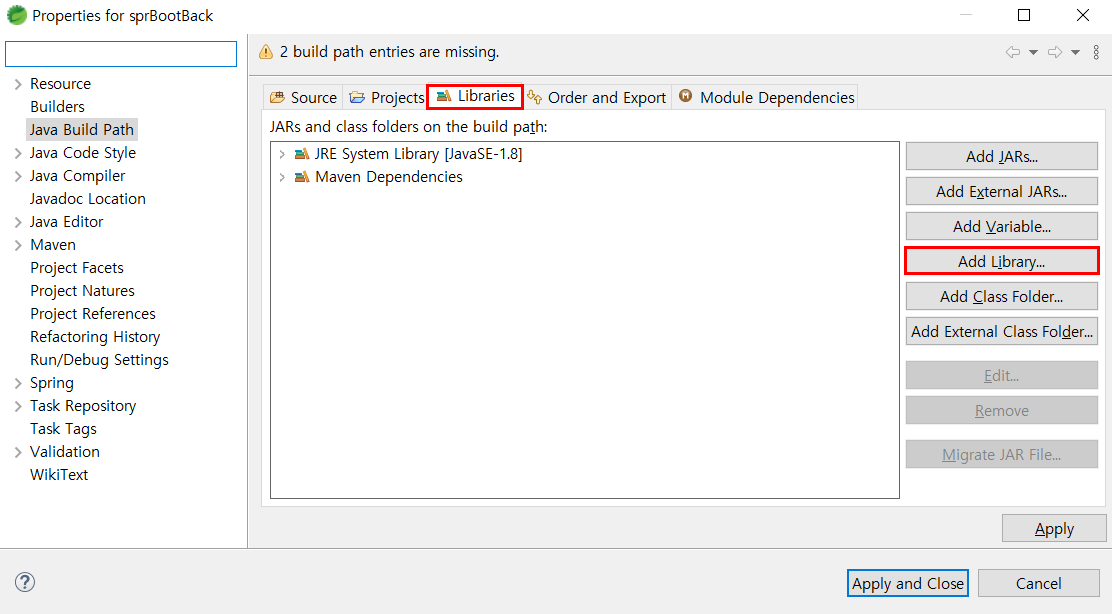 Properties for sprBootBack
2 build path entries are missing.
Resource
Builders
Java Build Path
Java Code Style
Java Compiler
Javadoc Location
Java Editor
Maven
Project Facets
Project Natures
Project References
Refactoring History
Run/Debug Settings
Spring
Task Repository
Task Tags
Validation
WikiText
Source
Projects
Libraries
Order and Export
Module Dependencies
JARs and class folders on the build path:
JRE System Library [JavaSE-1.8]
Maven Dependencies
Add JARs...
Add External JARs...
Add Variable...
Add Library...
Add Class Folder...
Add External Class Folder...
Edit...
Remove
Migrate JAR File...
Apply
Apply and Close
Cancel